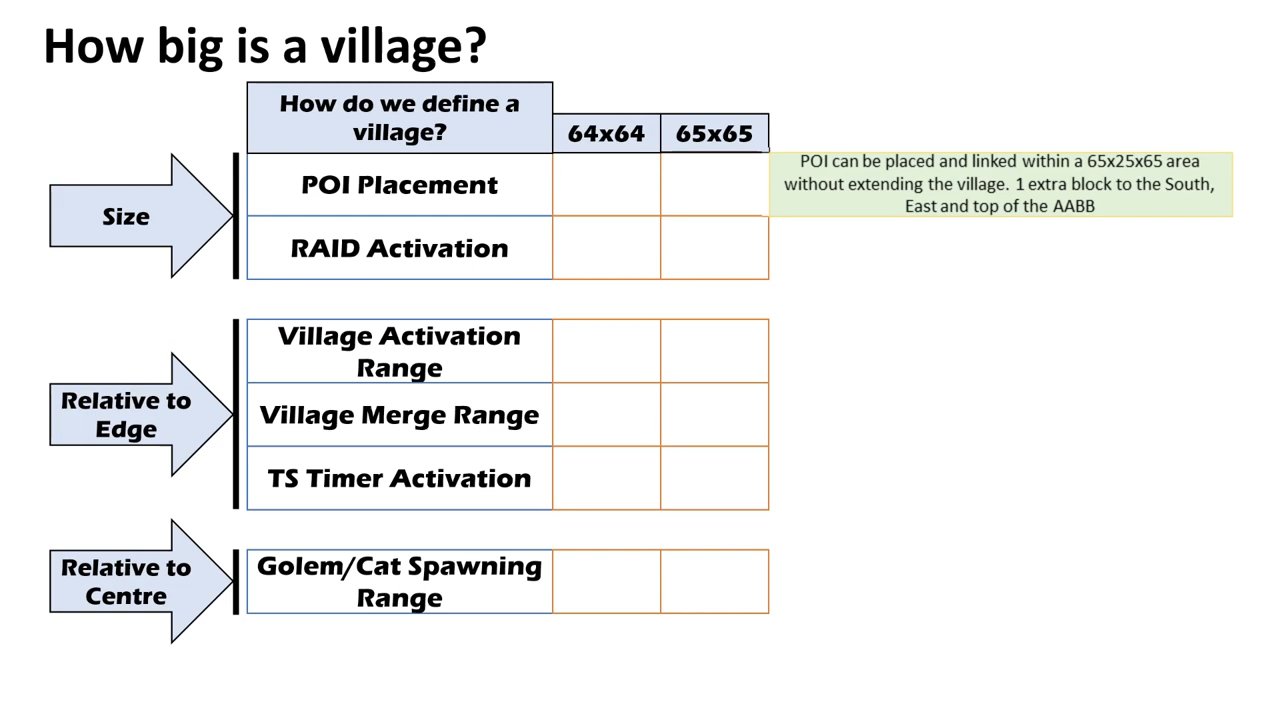 How big is a village?
How do we define a
village?
64x64
65x65
Size
POI Placement
POI can be placed and linked within a 65x25x65 area
without extending the village. 1 extra block to the South,
East and top of the AABB
RAID Activation
Relative to
Edge
Village Activation
Range
Village Merge Range
TS Timer Activation
Relative to
Centre
Golem/Cat Spawning
Range